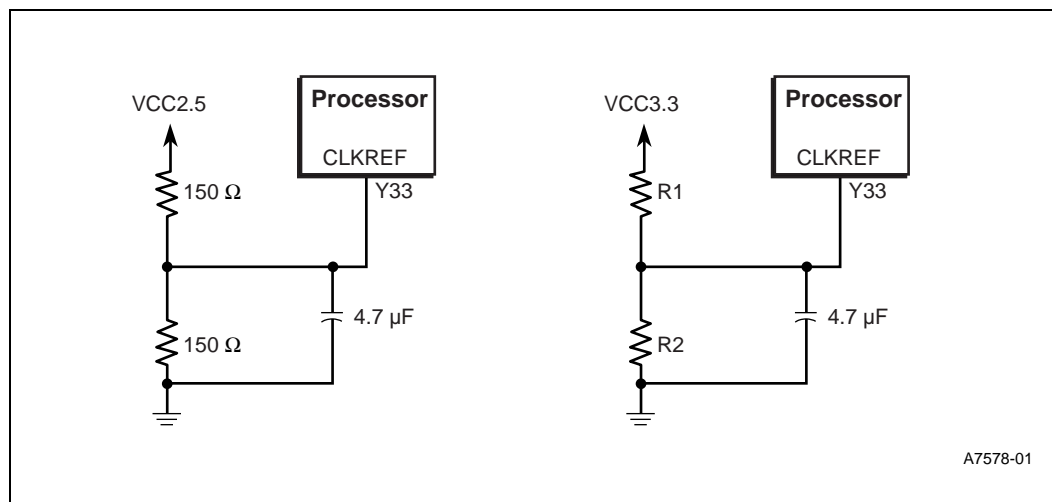 VCC2.5
Processor
CLKREF
Y33
150 Ω
4.7 µF
150 Ω
VCC3.3
Processor
CLKREF
Y33
R1
4.7 µF
R2
A7578-01